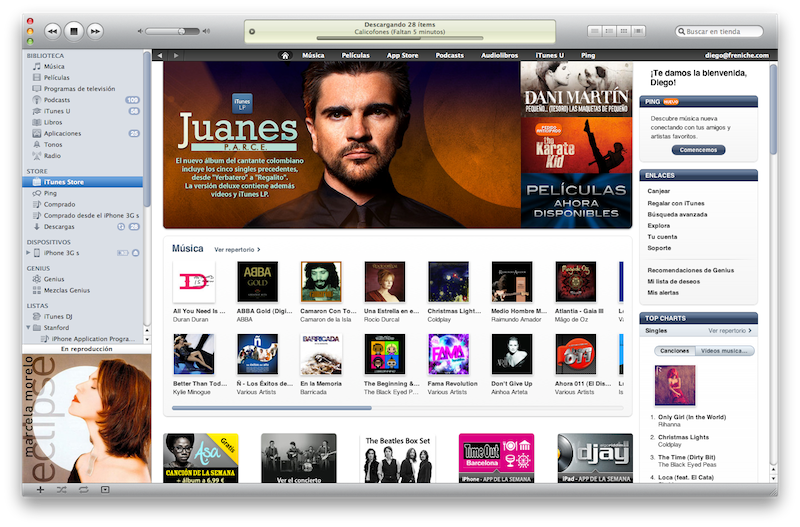 Descargando 28 ítems
Calicofones (Faltan 5 minutos)
Buscar en tienda
BIBLIOTECA
Música
Películas
Programas de televisión
Podcasts 109
iTunes U 58
Libros
Aplicaciones 25
Tonos
Radio
STORE
iTunes Store
Ping
Comprado
Comprado desde el iPhone 3G s
Descargas 28
DISPOSITIVOS
iPhone 3G s
GENIUS
Genius
Mezclas Genius
LISTAS
iTunes DJ
Stanford
iPhone Application Progra...
En reproducción
marcela morelo
eclipse
Música Películas App Store Podcasts Audiolibros iTunes U Ping diego@freniche.com
iTunes
LP
Juanes
P.A.R.C.E.
El nuevo álbum del cantante colombiano
incluye los cinco singles precedentes,
desde "Yerbatero" a "Regalito".
La versión deluxe contiene además
videos y iTunes LP.
DANI MARTÍN
PEQUEÑO... (TESORO) LAS MAQUETAS DE PEQUEÑO
PEDIDO
ANTICIPADO
the Karate Kid
PELÍCULAS
AHORA
DISPONIBLES
Música Ver repertorio
All You Need Is ...
Duran Duran
ABBA
GOLD
ABBA Gold (Digi...
ABBA
Camaron Con To...
Camaron de la Isla
Una Estrella en e...
Rocio Durcal
Christmas Light...
Coldplay
Medio Hombre M...
Raimundo Amador
Atlantia - Gaia III
Mägo de Oz
Better Than Tod...
Kylie Minogue
Ñ - Los Éxitos de...
Various Artists
BARRICADA
En la Memoria
Barricada
The Beginning &...
The Black Eyed P...
FAMA
Fama Revolution
Various Artists
Don't Give Up
Ainhoa Arteta
011
Ahora 011 (El Dis...
Various Artists
Asa
Gratis
CANCIÓN DE LA SEMANA
+ álbum a 6,99 €
Ver el concierto
The Beatles Box Set
Time Out
Barcelona
iPhone - APP DE LA SEMANA
djay
iPad - APP DE LA SEMANA
¡Te damos la bienvenida,
Diego!
PING NUEVO
Descubre música nueva
conectando con tus amigos y
artistas favoritos.
Comencemos
ENLACES
Canjear
Regalar con iTunes
Búsqueda avanzada
Explora
Tu cuenta
Soporte
Recomendaciones de Genius
Mi lista de deseos
Mis alertas
TOP CHARTS
Singles Ver repertorio
Canciones Vídeos musica...
1. Only Girl (In the World)
Rihanna
2. Christmas Lights
Coldplay
3. The Time (Dirty Bit)
The Black Eyed Peas
4. Loca (feat. El Cata)